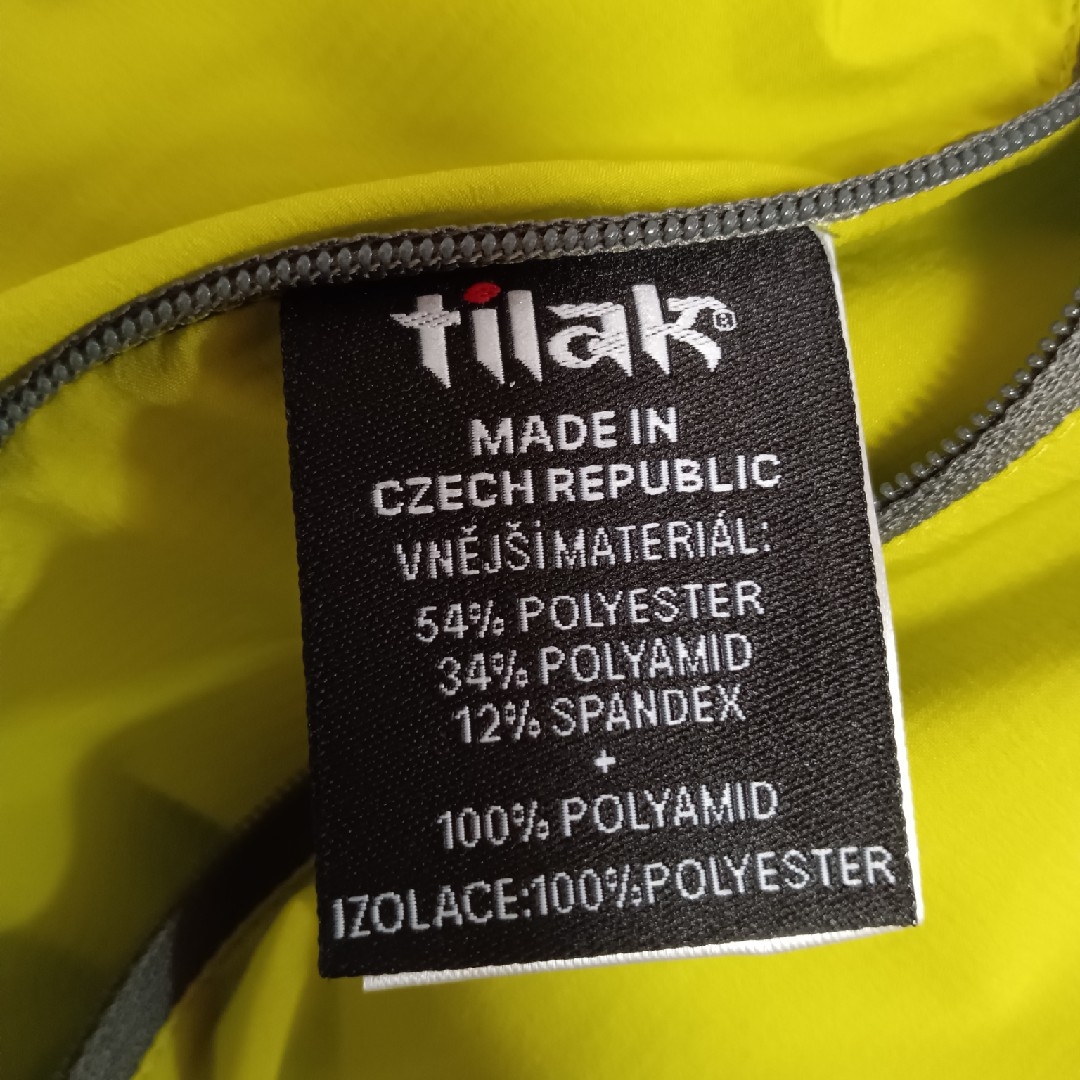 tilak®
MADE IN
CZECH REPUBLIC
VNĚJŠÍ MATERIÁL:
54% POLYESTER
34% POLYAMID
12% SPANDEX
+
100% POLYAMID
IZOLACE:100%POLYESTER